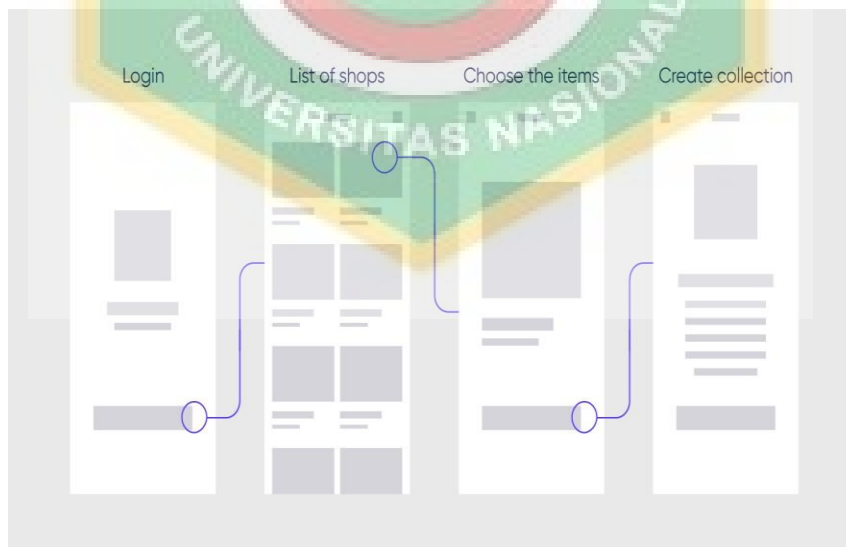 Login
List of shops
Choose the items
Create collection
UNIVERSITAS NASIONAL